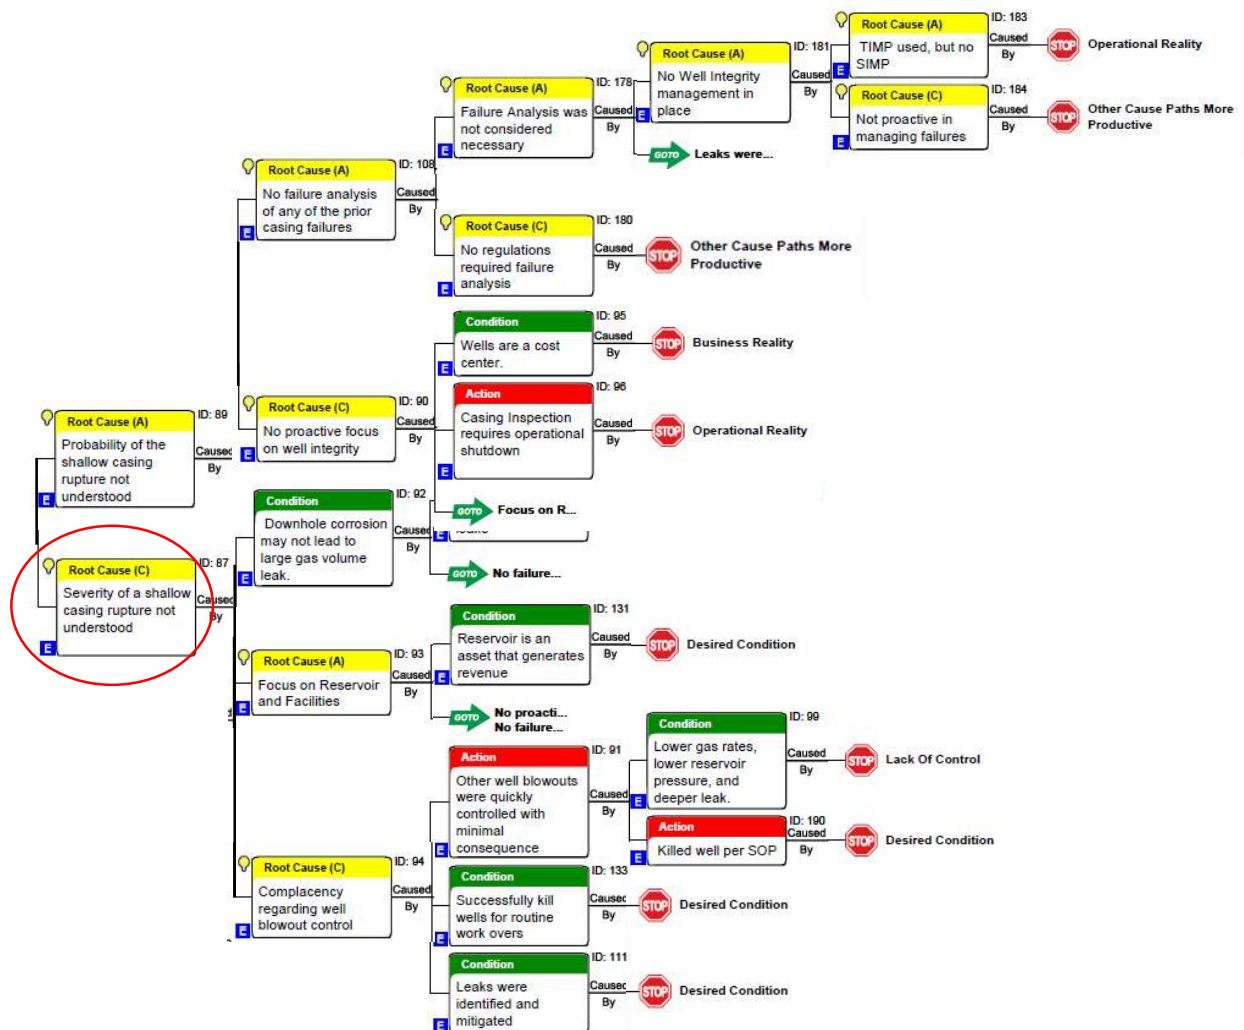 Root Cause (A)
ID: 183
TIMP used, but no
SIMP
Caused
By
STOP
Operational Reality
E
Root Cause (A)
ID: 181
No Well Integrity
management in
place
Caused
By
E
Root Cause (C)
ID: 184
Not proactive in
managing failures
Caused
By
STOP
Other Cause Paths More
Productive
E
Root Cause (A)
ID: 178
Failure Analysis was
not considered
necessary
Caused
By
E
GOTO
Leaks were...
Root Cause (A)
ID: 108
No failure analysis
of any of the prior
casing failures
Caused
By
E
Root Cause (C)
ID: 180
No regulations
required failure
analysis
Caused
By
STOP
Other Cause Paths More
Productive
E
Condition
ID: 95
Wells are a cost
center.
Caused
By
STOP
Business Reality
E
Action
ID: 96
Casing Inspection
requires operational
shutdown
Caused
By
STOP
Operational Reality
E
Root Cause (C)
ID: 90
No proactive focus
on well integrity
Caused
By
E
GOTO
Focus on R...
Root Cause (A)
ID: 89
Probability of the
shallow casing
rupture not
understood
Caused
By
E
Condition
ID: 92
Downhole corrosion
may not lead to
large gas volume
leak.
Caused
By
E
E
GOTO
No failure...
Root Cause (C)
ID: 87
Severity of a shallow
casing rupture not
understood
Caused
By
E
Root Cause (A)
ID: 93
Focus on Reservoir
and Facilities
Caused
By
E
Condition
ID: 131
Reservoir is an
asset that generates
revenue
Caused
By
STOP
Desired Condition
E
GOTO
No proacti...
No failure...
Action
ID: 91
Other well blowouts
were quickly
controlled with
minimal
consequence
Caused
By
E
Condition
ID: 99
Lower gas rates,
lower reservoir
pressure, and
deeper leak.
Caused
By
STOP
Lack Of Control
E
Action
ID: 190
Killed well per SOP
Caused
By
STOP
Desired Condition
E
Root Cause (C)
ID: 94
Complacency
regarding well
blowout control
Caused
By
E
Condition
ID: 133
Successfully kill
wells for routine
work overs
Caused
By
STOP
Desired Condition
E
Condition
ID: 111
Leaks were
identified and
mitigated
Caused
By
STOP
Desired Condition
E